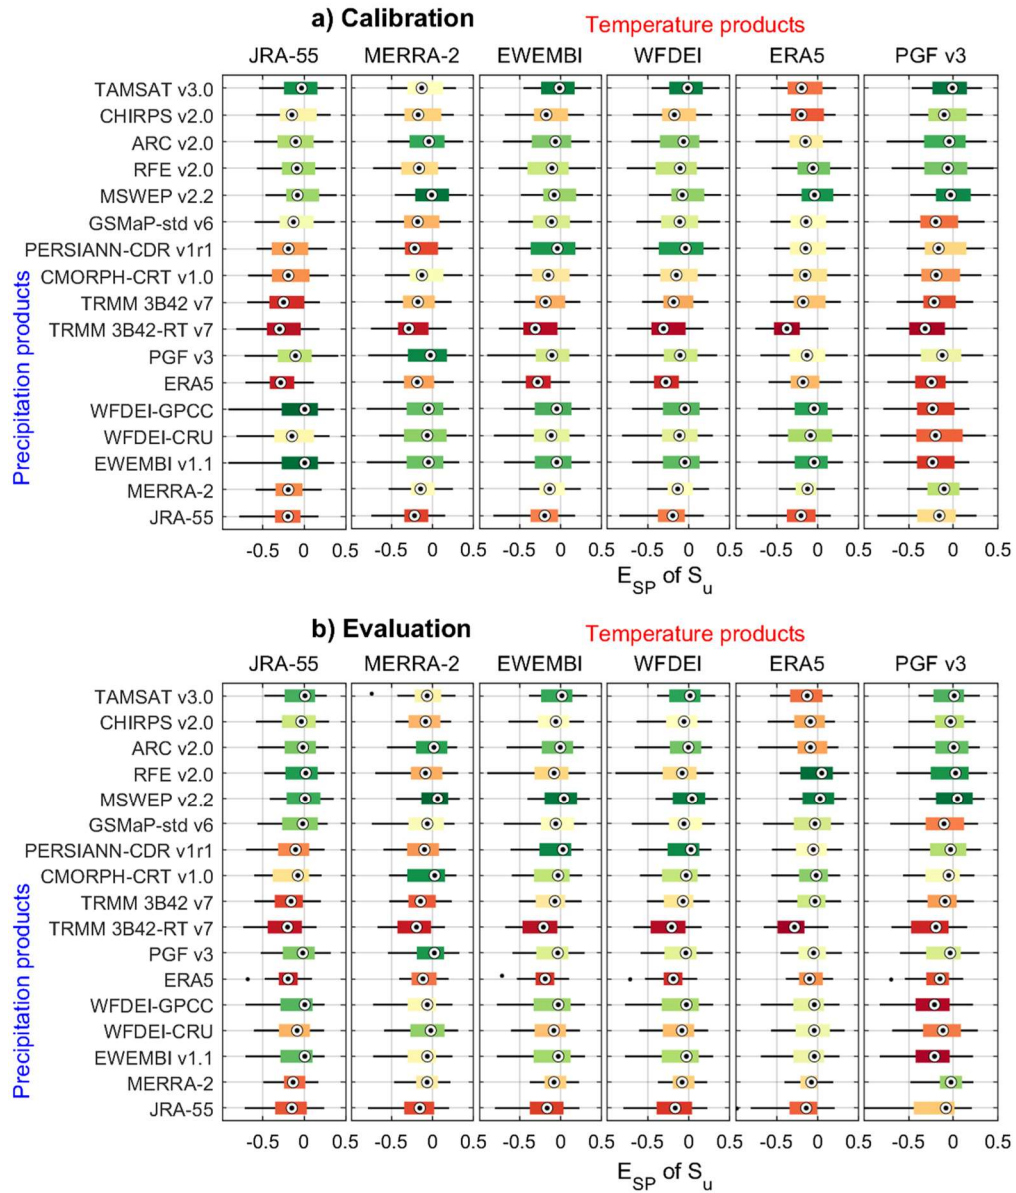 a) Calibration
Temperature products
JRA-55 MERRA-2 EWEMBI WFDEI ERA5 PGF v3
Precipitation products
TAMSAT v3.0
CHIRPS v2.0
ARC v2.0
RFE v2.0
MSWEP v2.2
GSMaP-std v6
PERSIANN-CDR v1r1
CMORPH-CRT v1.0
TRMM 3B42 v7
TRMM 3B42-RT v7
PGF v3
ERA5
WFDEI-GPCC
WFDEI-CRU
EWEMBI v1.1
MERRA-2
JRA-55
-0.5 0 0.5 -0.5 0 0.5 -0.5 0 0.5 -0.5 0 0.5 -0.5 0 0.5 -0.5 0 0.5
E_SP of S_u
b) Evaluation
Temperature products
JRA-55 MERRA-2 EWEMBI WFDEI ERA5 PGF v3
Precipitation products
TAMSAT v3.0
CHIRPS v2.0
ARC v2.0
RFE v2.0
MSWEP v2.2
GSMaP-std v6
PERSIANN-CDR v1r1
CMORPH-CRT v1.0
TRMM 3B42 v7
TRMM 3B42-RT v7
PGF v3
ERA5
WFDEI-GPCC
WFDEI-CRU
EWEMBI v1.1
MERRA-2
JRA-55
-0.5 0 0.5 -0.5 0 0.5 -0.5 0 0.5 -0.5 0 0.5 -0.5 0 0.5 -0.5 0 0.5
E_SP of S_u